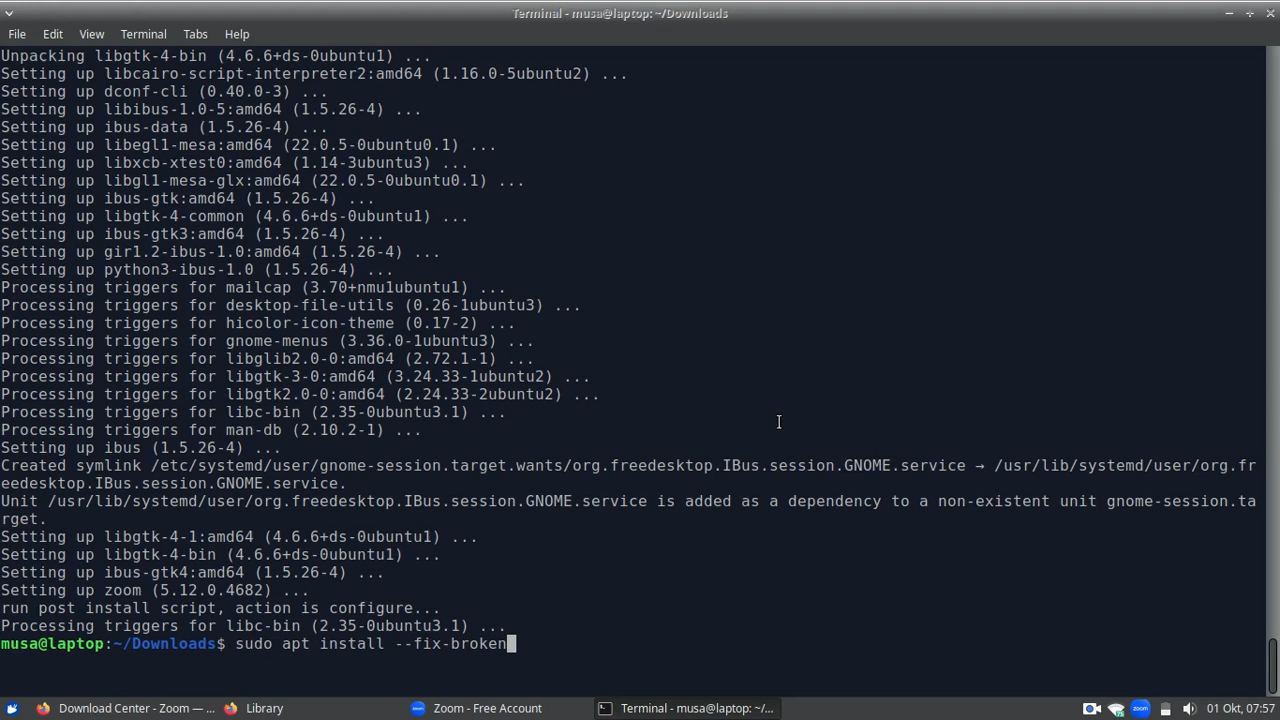 Terminal - musa@laptop: ~/Downloads
File Edit View Terminal Tabs Help
Unpacking libgtk-4-bin (4.6.6+ds-0ubuntu1) ...
Setting up libcairo-script-interpreter2:amd64 (1.16.0-5ubuntu2) ...
Setting up dconf-cli (0.40.0-3) ...
Setting up libibus-1.0-5:amd64 (1.5.26-4) ...
Setting up ibus-data (1.5.26-4) ...
Setting up libegl1-mesa:amd64 (22.0.5-0ubuntu0.1) ...
Setting up libxcb-xtest0:amd64 (1.14-3ubuntu3) ...
Setting up libgl1-mesa-glx:amd64 (22.0.5-0ubuntu0.1) ...
Setting up ibus-gtk:amd64 (1.5.26-4) ...
Setting up libgtk-4-common (4.6.6+ds-0ubuntu1) ...
Setting up ibus-gtk3:amd64 (1.5.26-4) ...
Setting up gir1.2-ibus-1.0:amd64 (1.5.26-4) ...
Setting up python3-ibus-1.0 (1.5.26-4) ...
Processing triggers for mailcap (3.70+nmu1ubuntu1) ...
Processing triggers for desktop-file-utils (0.26-1ubuntu3) ...
Processing triggers for hicolor-icon-theme (0.17-2) ...
Processing triggers for gnome-menus (3.36.0-1ubuntu3) ...
Processing triggers for libglib2.0-0:amd64 (2.72.1-1) ...
Processing triggers for libgtk-3-0:amd64 (3.24.33-1ubuntu2) ...
Processing triggers for libgtk2.0-0:amd64 (2.24.33-2ubuntu2) ...
Processing triggers for libc-bin (2.35-0ubuntu3.1) ...
Processing triggers for man-db (2.10.2-1) ...
Setting up ibus (1.5.26-4) ...
Created symlink /etc/systemd/user/gnome-session.target.wants/org.freedesktop.IBus.session.GNOME.service → /usr/lib/systemd/user/org.fr
eedesktop.IBus.session.GNOME.service.
Unit /usr/lib/systemd/user/org.freedesktop.IBus.session.GNOME.service is added as a dependency to a non-existent unit gnome-session.ta
rget.
Setting up libgtk-4-1:amd64 (4.6.6+ds-0ubuntu1) ...
Setting up libgtk-4-bin (4.6.6+ds-0ubuntu1) ...
Setting up ibus-gtk4:amd64 (1.5.26-4) ...
Setting up zoom (5.12.0.4682) ...
run post install script, action is configure...
Processing triggers for libc-bin (2.35-0ubuntu3.1) ...
musa@laptop:~/Downloads$ sudo apt install --fix-broken
Download Center - Zoom — ... Library Zoom - Free Account Terminal - musa@laptop: ~/... zoom 01 Okt, 07:57